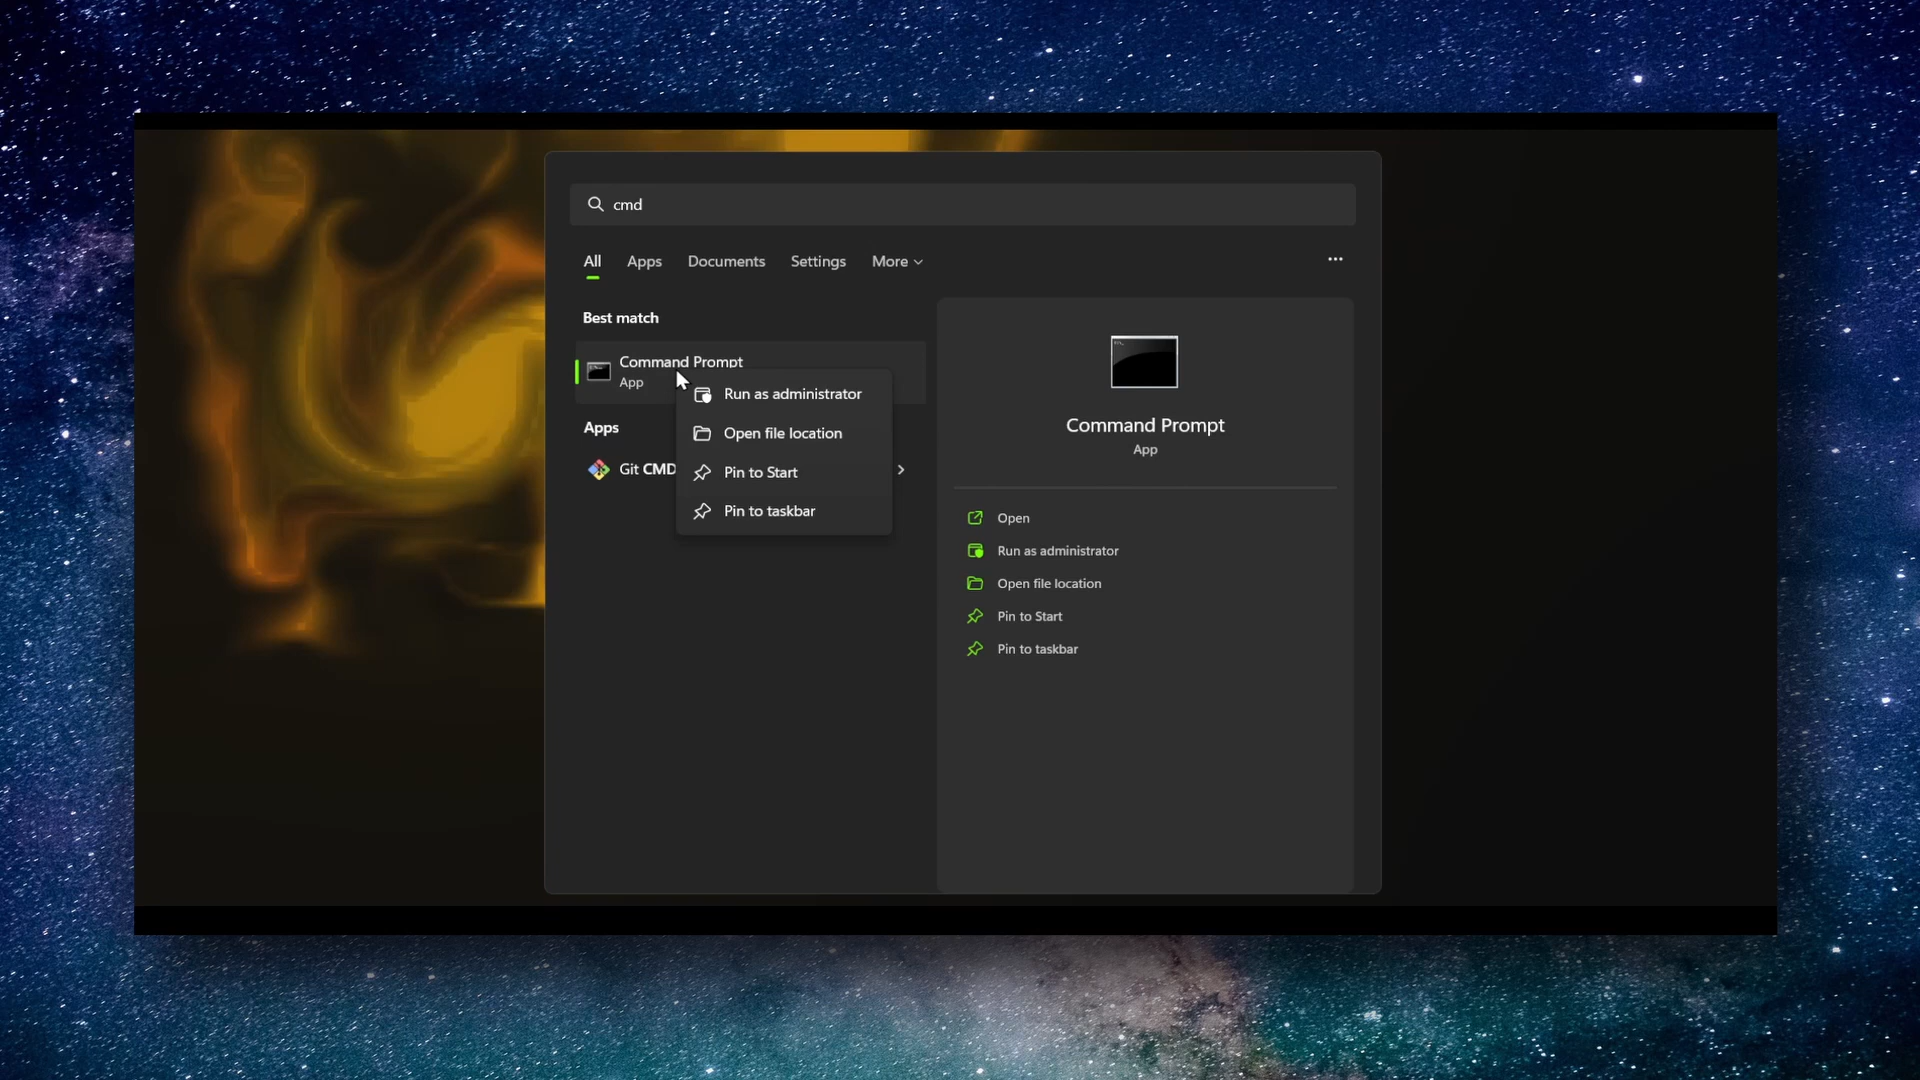 cmd
All Apps Documents Settings More
Best match
Command Prompt
App
Run as administrator
Open file location
Pin to Start
Pin to taskbar
Apps
Git CMD
Command Prompt
App
Open
Run as administrator
Open file location
Pin to Start
Pin to taskbar